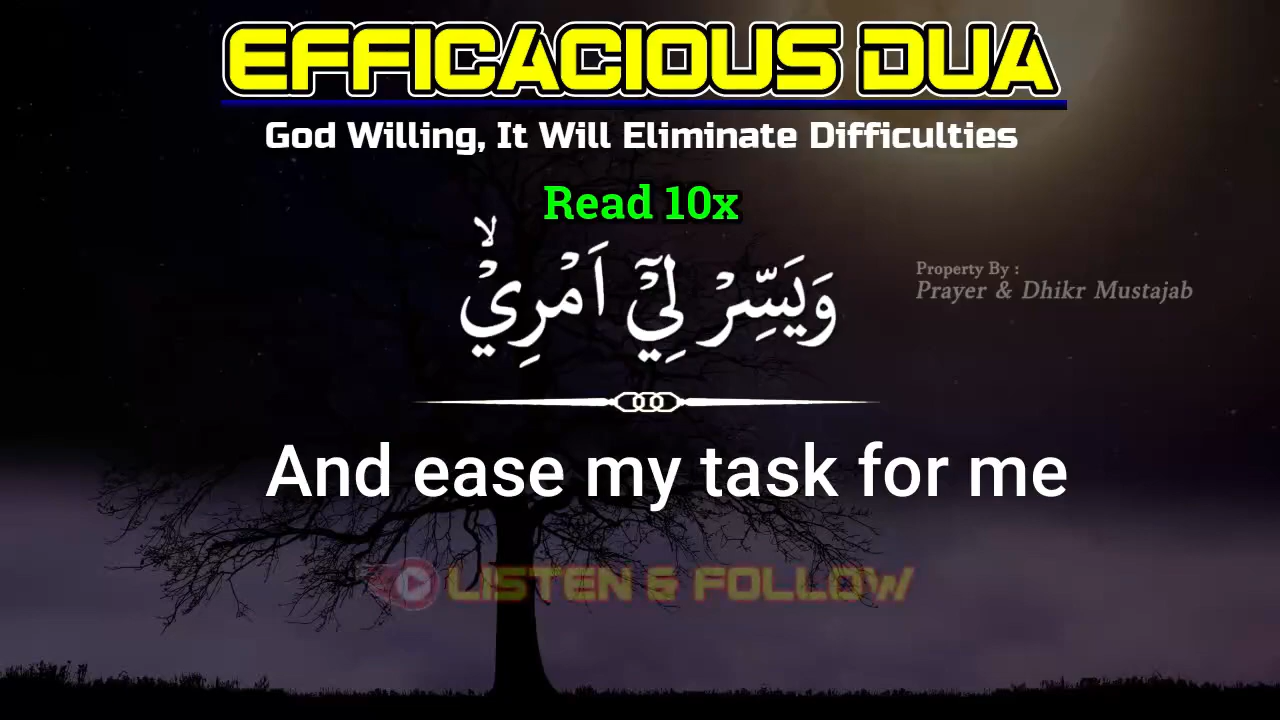 EFFICACIOUS DUA
God Willing, It Will Eliminate Difficulties
Read 10x
وَيَسِّرْ لِيْٓ اَمْرِيْۙ
Property By :
Prayer & Dhikr Mustajab
And ease my task for me
LISTEN & FOLLOW